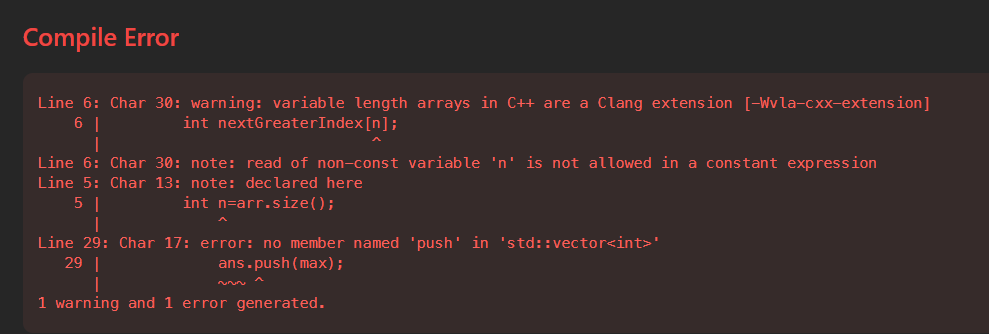 Compile Error
Line 6: Char 30: warning: variable length arrays in C++ are a Clang extension [-Wvla-cxx-extension]
    6 |         int nextGreaterIndex[n];
      |                              ^
Line 6: Char 30: note: read of non-const variable 'n' is not allowed in a constant expression
Line 5: Char 13: note: declared here
    5 |         int n=arr.size();
      |             ^
Line 29: Char 17: error: no member named 'push' in 'std::vector<int>'
   29 |             ans.push(max);
      |             ~~~ ^
1 warning and 1 error generated.